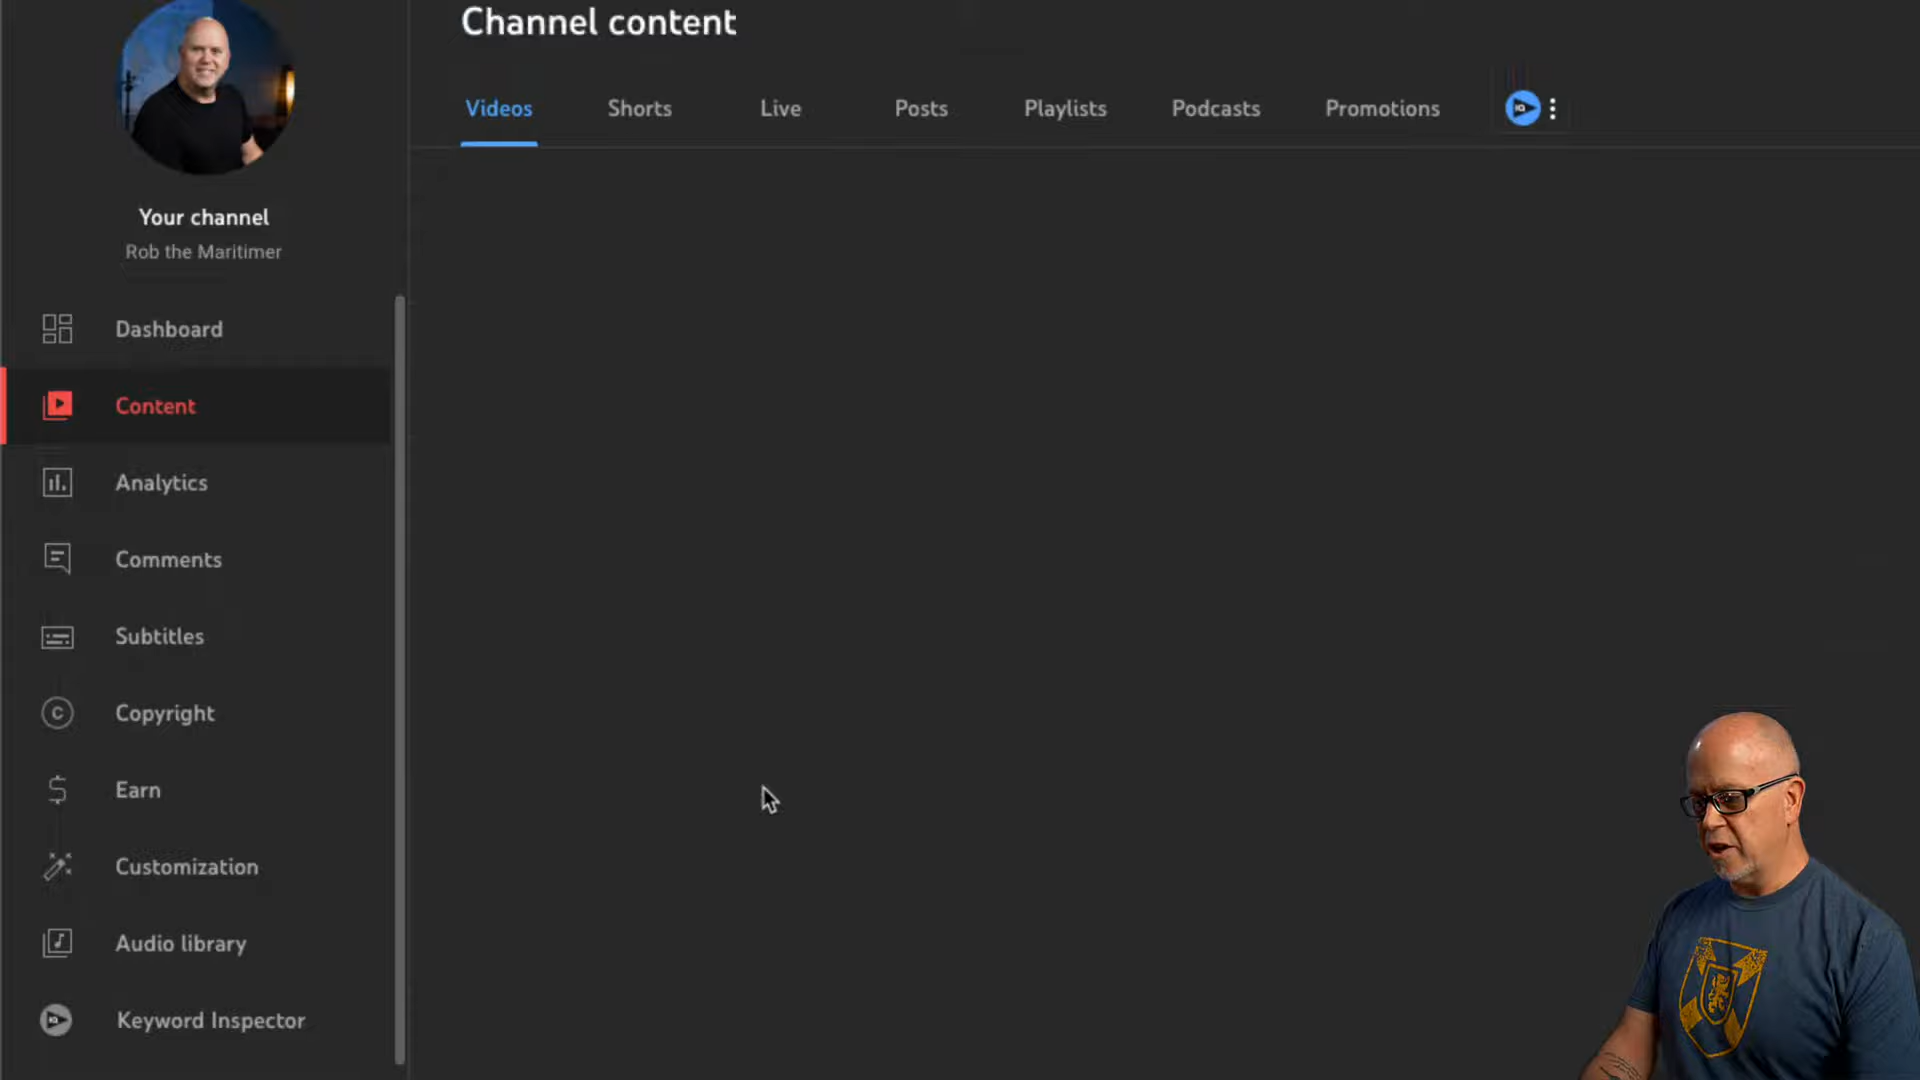 Channel content
Videos
Shorts
Live
Posts
Playlists
Podcasts
Promotions
Your channel
Rob the Maritimer
Dashboard
Content
Analytics
Comments
Subtitles
Copyright
Earn
Customization
Audio library
Keyword Inspector